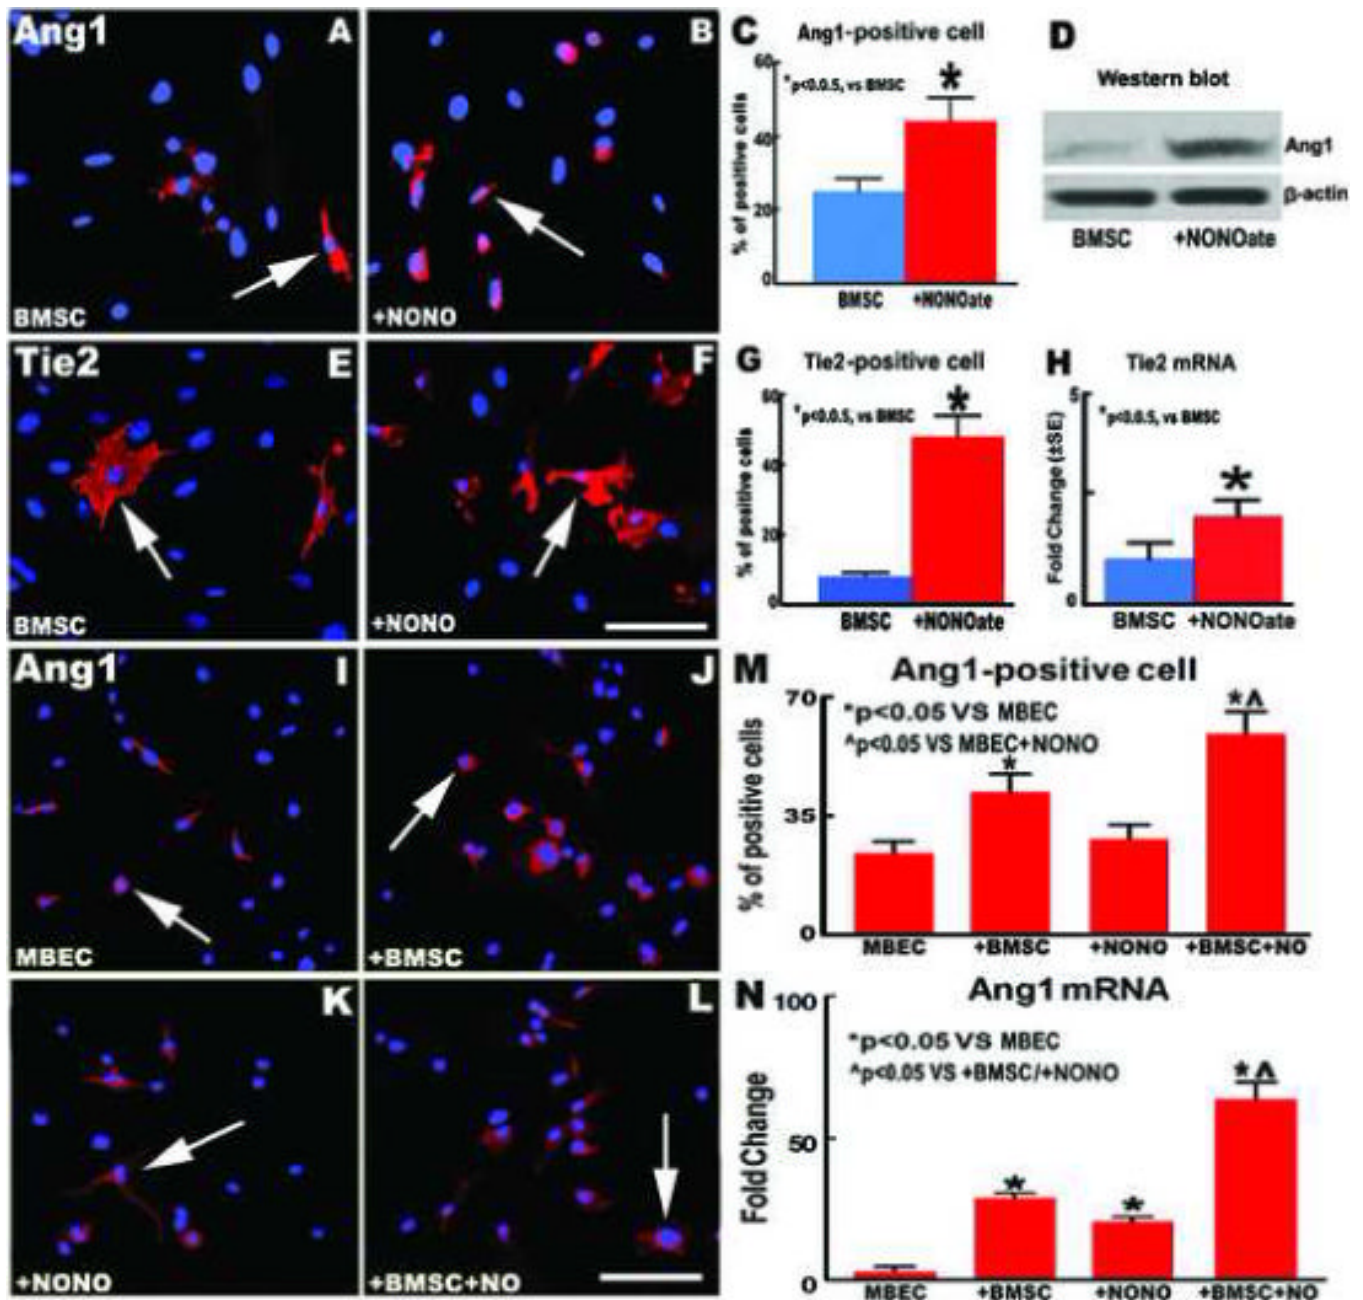 Ang1 A
BMSC
B
+NONO
C Ang1-positive cell
60
*p<0.0.5, vs BMSC
*
40
20
0
% of positive cells
BMSC +NONOate
D
Western blot
Ang1
β-actin
BMSC +NONOate
Tie2 E
BMSC
F
+NONO
G Tie2-positive cell
60
*p<0.0.5, vs BMSC
*
40
20
0
% of positive cells
BMSC +NONOate
H Tie2 mRNA
5
*p<0.0.5, vs BMSC
*
0
Fold Change (±SE)
BMSC +NONOate
Ang1 I
MBEC
J
+BMSC
M Ang1-positive cell
70
*p<0.05 VS MBEC
^p<0.05 VS MBEC+NONO
*^
*
35
0
% of positive cells
MBEC +BMSC +NONO +BMSC+NO
K
+NONO
L
+BMSC+NO
N Ang1 mRNA
100
*p<0.05 VS MBEC
^p<0.05 VS +BMSC/+NONO
*^
50
* *
0
Fold Change
MBEC +BMSC +NONO +BMSC+NO